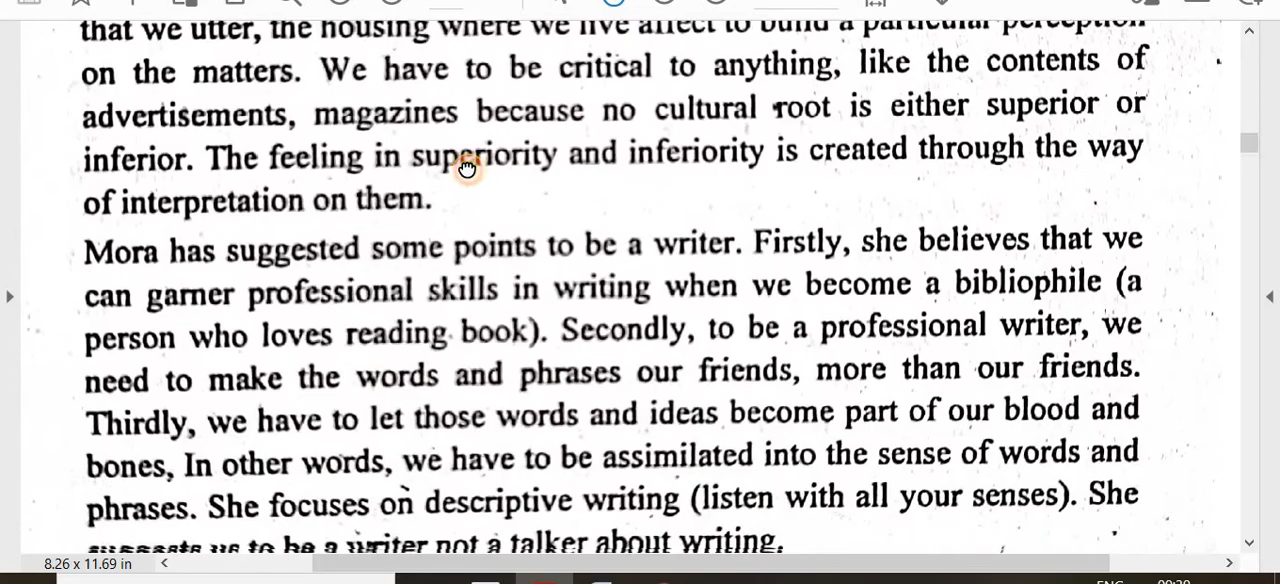 that we utter, the housing where we live affect to build a particular perception
on the matters. We have to be critical to anything, like the contents of
advertisements, magazines because no cultural root is either superior or
inferior. The feeling in superiority and inferiority is created through the way
of interpretation on them.
Mora has suggested some points to be a writer. Firstly, she believes that we
can garner professional skills in writing when we become a bibliophile (a
person who loves reading book). Secondly, to be a professional writer, we
need to make the words and phrases our friends, more than our friends.
Thirdly, we have to let those words and ideas become part of our blood and
bones, In other words, we have to be assimilated into the sense of words and
phrases. She focuses on descriptive writing (listen with all your senses). She
suggests us to be a writer not a talker about writing.
8.26 x 11.69 in
ENG